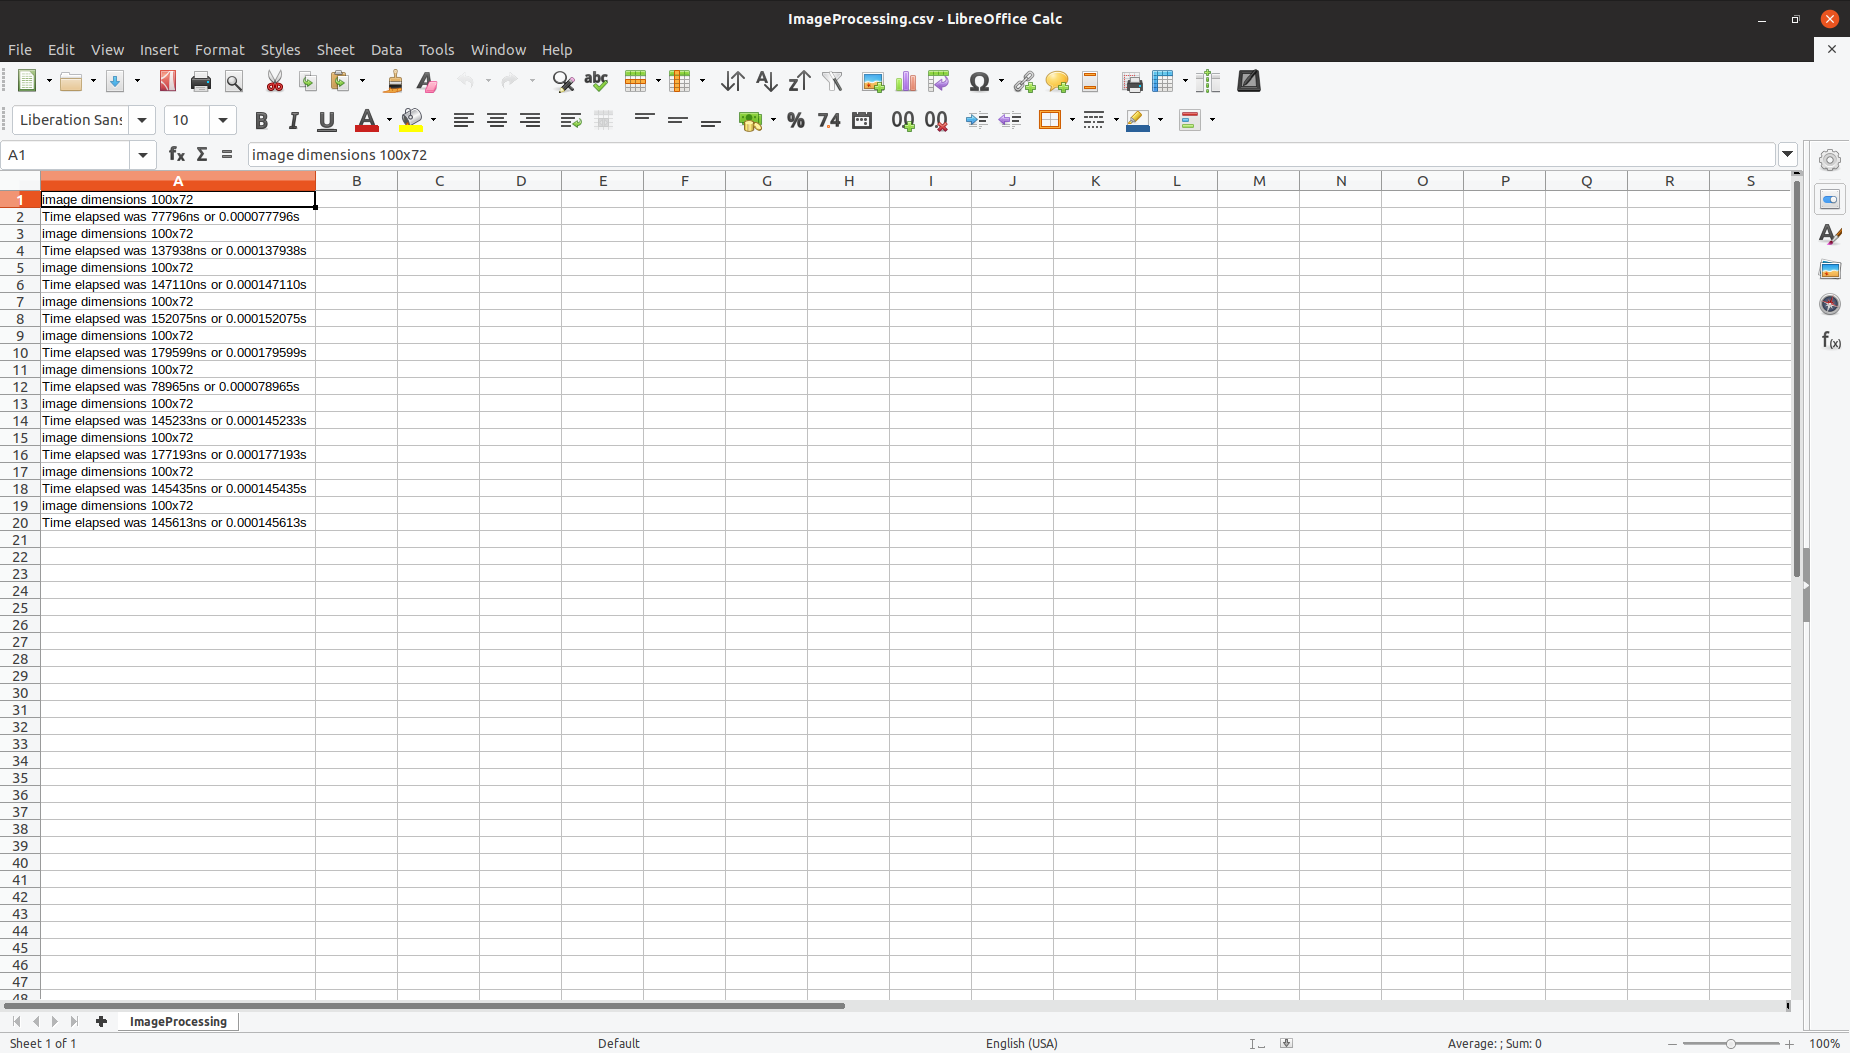 ImageProcessing.csv - LibreOffice Calc
File Edit View Insert Format Styles Sheet Data Tools Window Help
Liberation Sans 10
A1 image dimensions 100x72
A B C D E F G H I J K L M N O P Q R S
1 image dimensions 100x72
2 Time elapsed was 77796ns or 0.000077796s
3 image dimensions 100x72
4 Time elapsed was 137938ns or 0.000137938s
5 image dimensions 100x72
6 Time elapsed was 147110ns or 0.000147110s
7 image dimensions 100x72
8 Time elapsed was 152075ns or 0.000152075s
9 image dimensions 100x72
10 Time elapsed was 179599ns or 0.000179599s
11 image dimensions 100x72
12 Time elapsed was 78965ns or 0.000078965s
13 image dimensions 100x72
14 Time elapsed was 145233ns or 0.000145233s
15 image dimensions 100x72
16 Time elapsed was 177193ns or 0.000177193s
17 image dimensions 100x72
18 Time elapsed was 145435ns or 0.000145435s
19 image dimensions 100x72
20 Time elapsed was 145613ns or 0.000145613s
21
22
23
24
25
26
27
28
29
30
31
32
33
34
35
36
37
38
39
40
41
42
43
44
45
46
47
48
ImageProcessing
Sheet 1 of 1 Default English (USA) Average: ; Sum: 0 100%